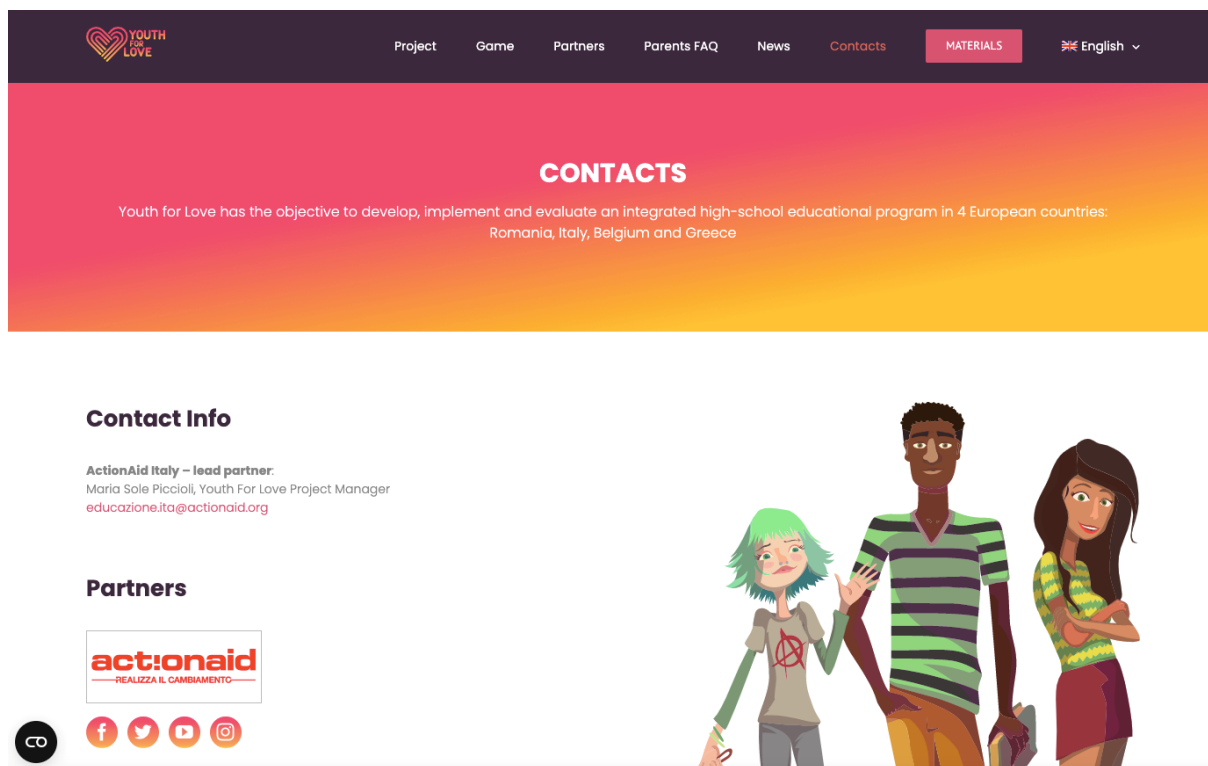 YOUTH
FOR
LOVE
Project
Game
Partners
Parents FAQ
News
Contacts
MATERIALS
English
CONTACTS
Youth for Love has the objective to develop, implement and evaluate an integrated high-school educational program in 4 European countries:
Romania, Italy, Belgium and Greece
Contact Info
ActionAid Italy – lead partner:
Maria Sole Piccioli, Youth For Love Project Manager
educazione.ita@actionaid.org
Partners
act!onaid
REALIZZA IL CAMBIAMENTO